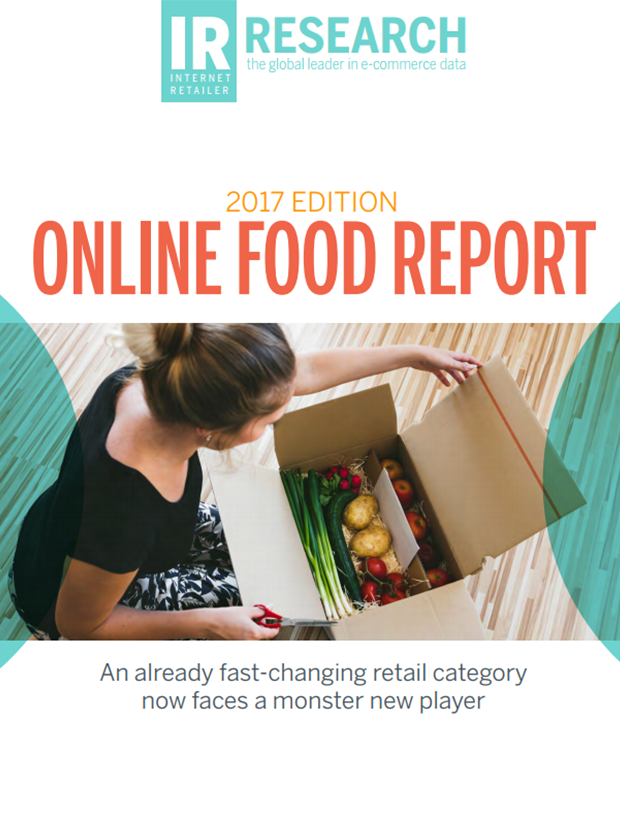 IR RESEARCH
INTERNET
RETAILER
the global leader in e-commerce data
2017 EDITION
ONLINE FOOD REPORT
An already fast-changing retail category
now faces a monster new player